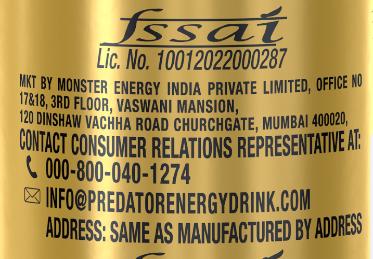 fssai
Lic. No. 10012022000287
MKT BY MONSTER ENERGY INDIA PRIVATE LIMITED, OFFICE NO
17&18, 3RD FLOOR, VASWANI MANSION,
120 DINSHAW VACHHA ROAD CHURCHGATE, MUMBAI 400020,
CONTACT CONSUMER RELATIONS REPRESENTATIVE AT:
000-800-040-1274
INFO@PREDATORENERGYDRINK.COM
ADDRESS: SAME AS MANUFACTURED BY ADDRESS